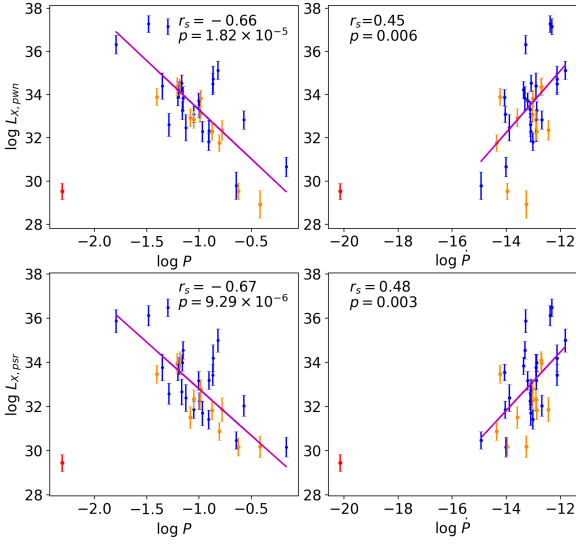 38
36
34
32
30
28
log L_{X, pwn}
r_s = − 0.66
p = 1.82 × 10^{-5}
−2.0 −1.5 −1.0 −0.5
log P
38
36
34
32
30
28
r_s=0.45
p = 0.006
−20 −18 −16 −14 −12
log Ṗ
38
36
34
32
30
28
log L_{X, psr}
r_s = − 0.67
p = 9.29 × 10^{-6}
−2.0 −1.5 −1.0 −0.5
log P
38
36
34
32
30
28
r_s=0.48
p = 0.003
−20 −18 −16 −14 −12
log Ṗ